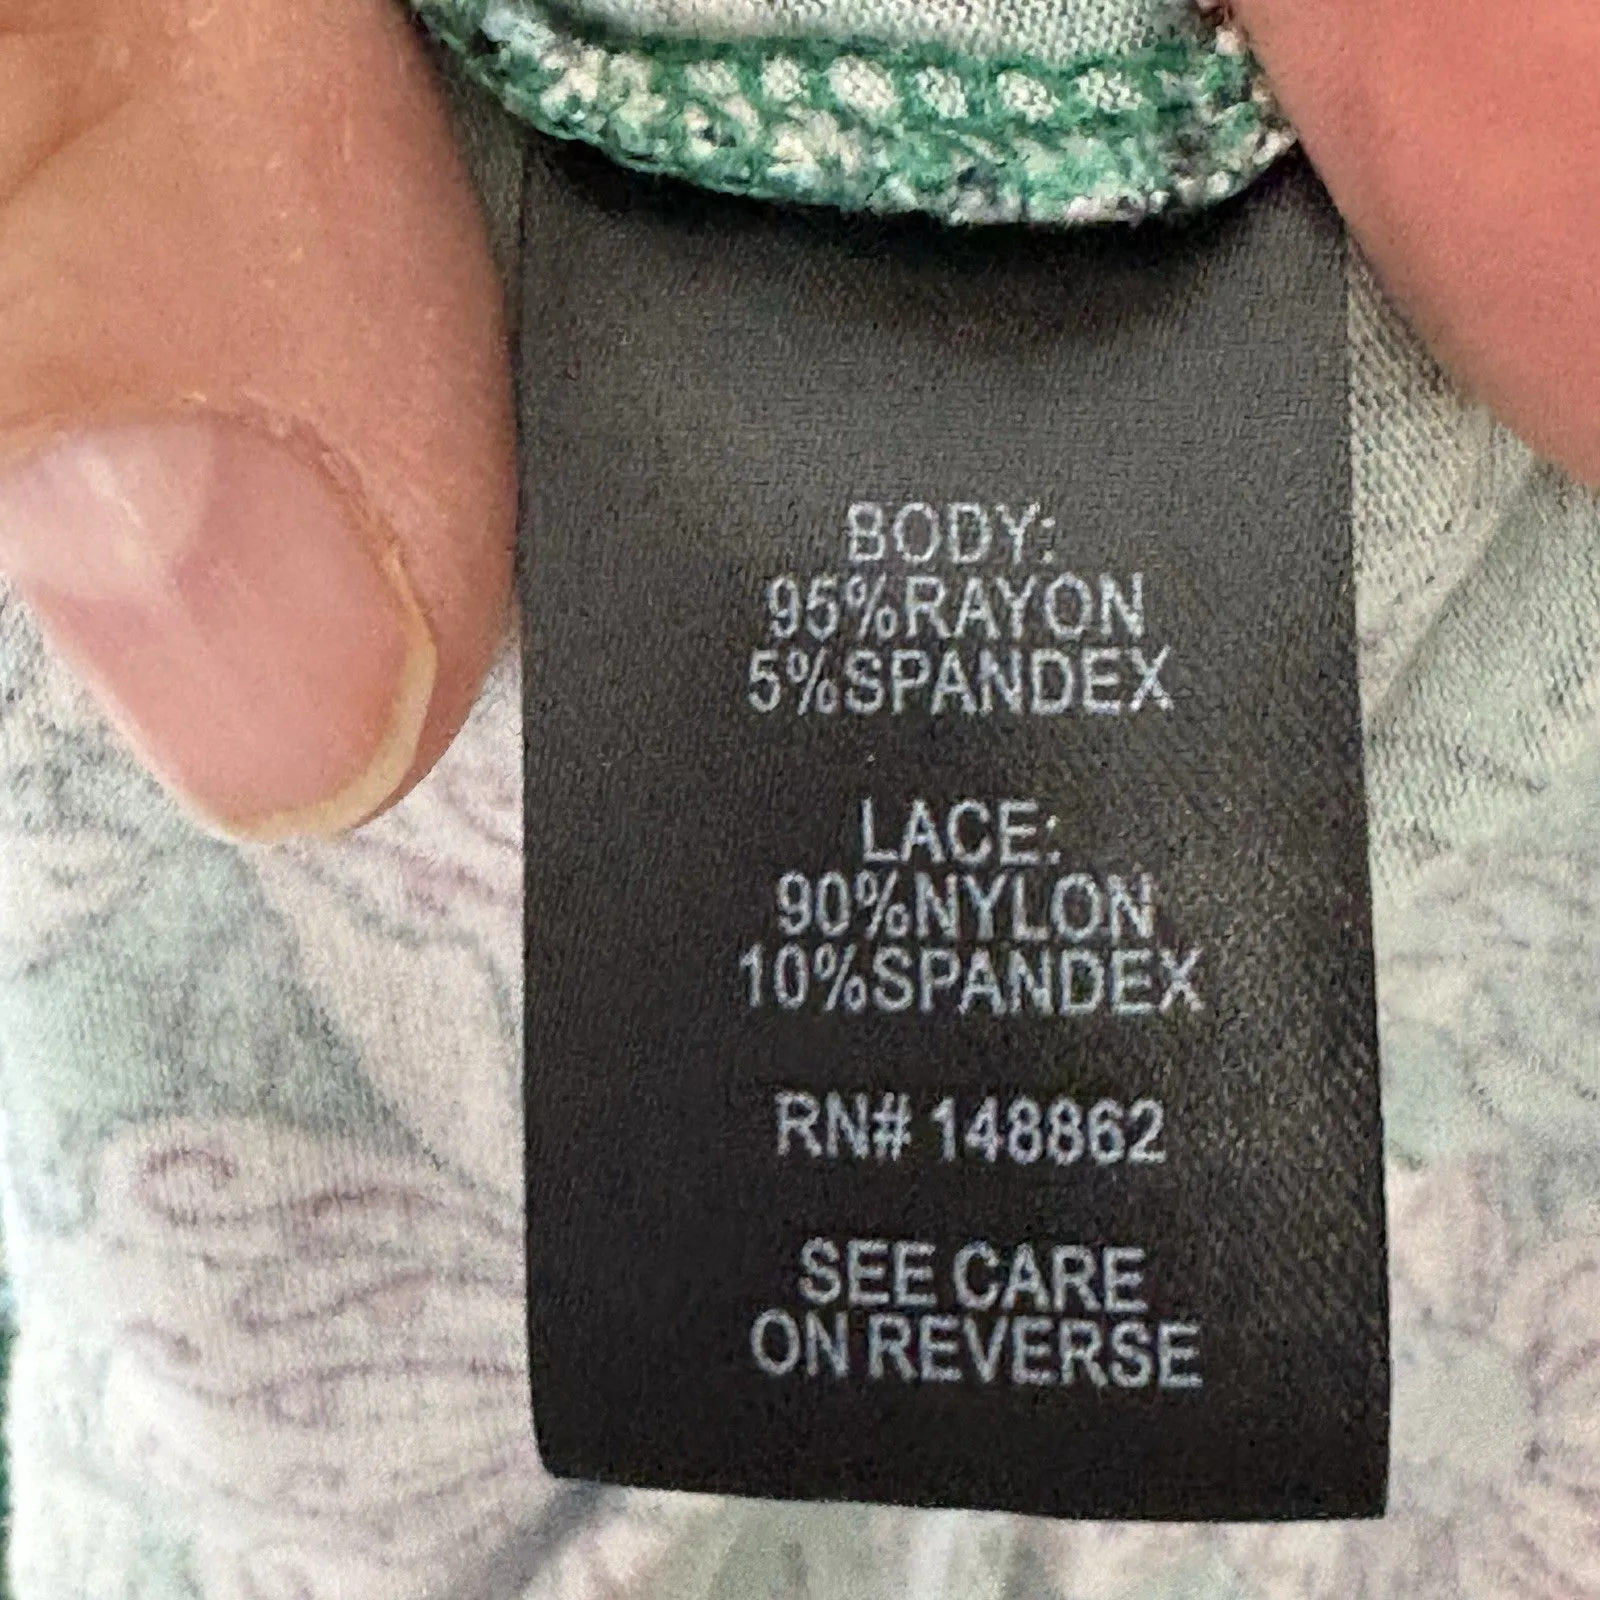 BODY:
95%RAYON
5%SPANDEX
LACE:
90%NYLON
10%SPANDEX
RN# 148862
SEE CARE
ON REVERSE